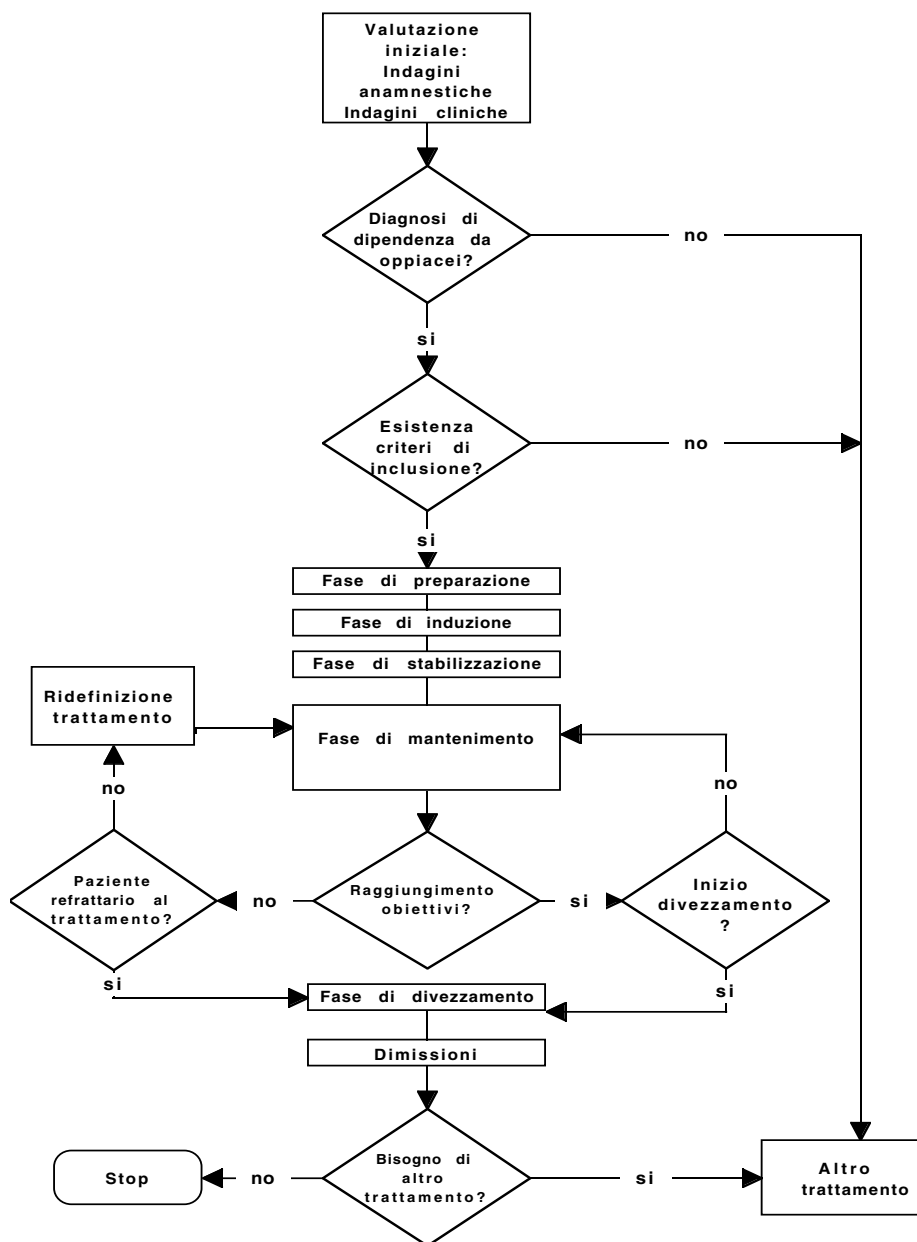 Valutazione
iniziale:
Indagini
anamnestiche
Indagini cliniche
Diagnosi di
dipendenza da
oppiacei?
no
si
Esistenza
criteri di
inclusione?
no
si
Fase di preparazione
Fase di induzione
Fase di stabilizzazione
Ridefinizione
trattamento
Fase di mantenimento
no
no
Paziente
refrattario al
trattamento?
no
Raggiungimento
obiettivi?
si
Inizio
divezzamento
?
si
si
Fase di divezzamento
Dimissioni
Stop
no
Bisogno di
altro
trattamento?
si
Altro
trattamento